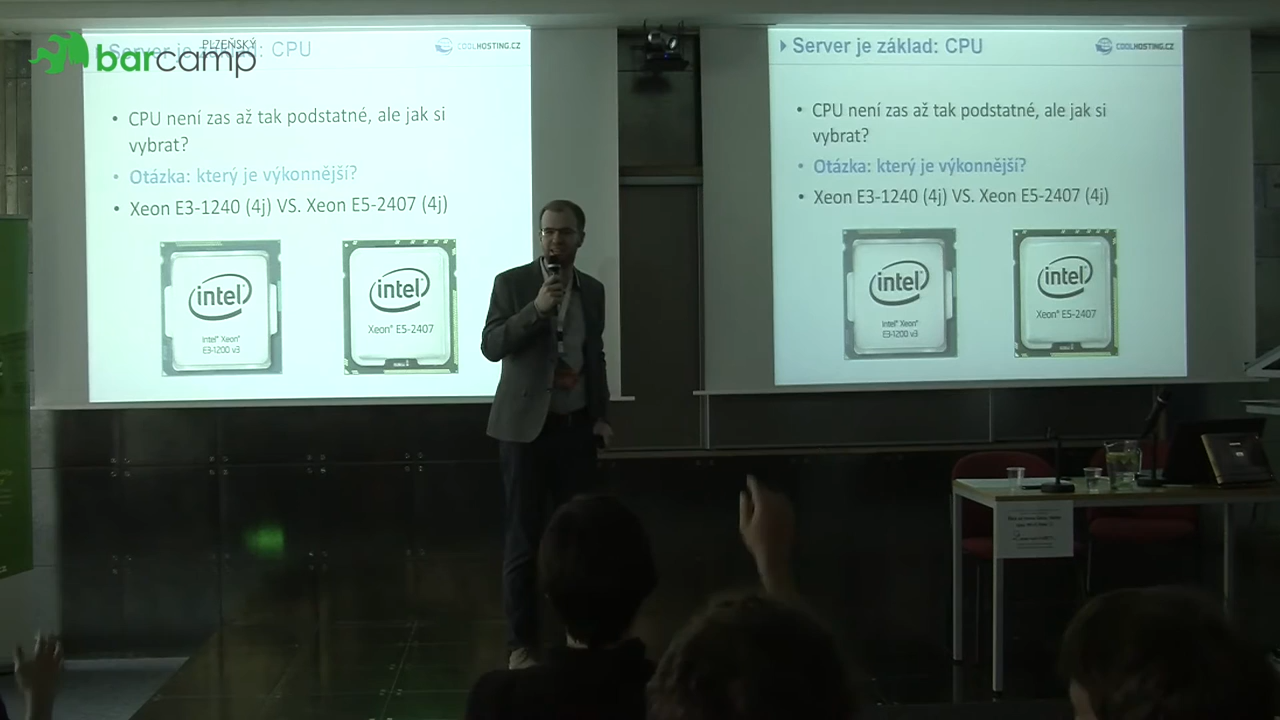 PLZEŇSKÝ
barcamp
Server je základ: CPU
COOLHOSTING.CZ
• CPU není zas až tak podstatné, ale jak si
vybrat?
• Otázka: který je výkonnější?
• Xeon E3-1240 (4j) VS. Xeon E5-2407 (4j)
intel
Intel® Xeon®
E3-1200 v3
intel
Xeon® E5-2407
Server je základ: CPU
COOLHOSTING.CZ
• CPU není zas až tak podstatné, ale jak si
vybrat?
• Otázka: který je výkonnější?
• Xeon E3-1240 (4j) VS. Xeon E5-2407 (4j)
intel
Intel® Xeon®
E3-1200 v3
intel
Xeon® E5-2407